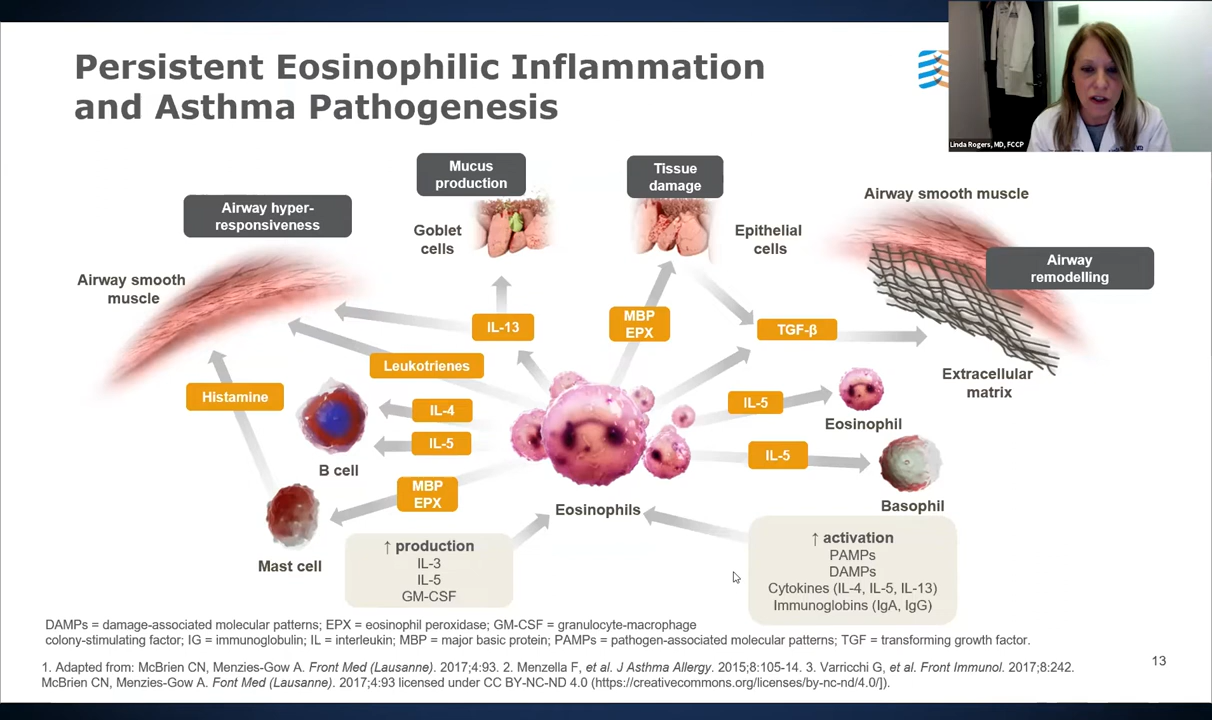 Persistent Eosinophilic Inflammation
and Asthma Pathogenesis
Linda Rogers, MD, FCCP
Mucus
production
Tissue
damage
Airway smooth muscle
Airway hyper-
responsiveness
Goblet
cells
Epithelial
cells
Airway
remodelling
Airway smooth
muscle
IL-13
MBP
EPX
TGF-β
Leukotrienes
Extracellular
matrix
Histamine
IL-4
IL-5
IL-5
Eosinophil
B cell
IL-5
MBP
EPX
Basophil
Eosinophils
Mast cell
↑ production
IL-3
IL-5
GM-CSF
↑ activation
PAMPs
DAMPs
Cytokines (IL-4, IL-5, IL-13)
Immunoglobins (IgA, IgG)
DAMPs = damage-associated molecular patterns; EPX = eosinophil peroxidase; GM-CSF = granulocyte-macrophage
colony-stimulating factor; IG = immunoglobulin; IL = interleukin; MBP = major basic protein; PAMPs = pathogen-associated molecular patterns; TGF = transforming growth factor.
1. Adapted from: McBrien CN, Menzies-Gow A. Front Med (Lausanne). 2017;4:93. 2. Menzella F, et al. J Asthma Allergy. 2015;8:105-14. 3. Varricchi G, et al. Front Immunol. 2017;8:242.
McBrien CN, Menzies-Gow A. Font Med (Lausanne). 2017;4:93 licensed under CC BY-NC-ND 4.0 (https://creativecommons.org/licenses/by-nc-nd/4.0/]).
13